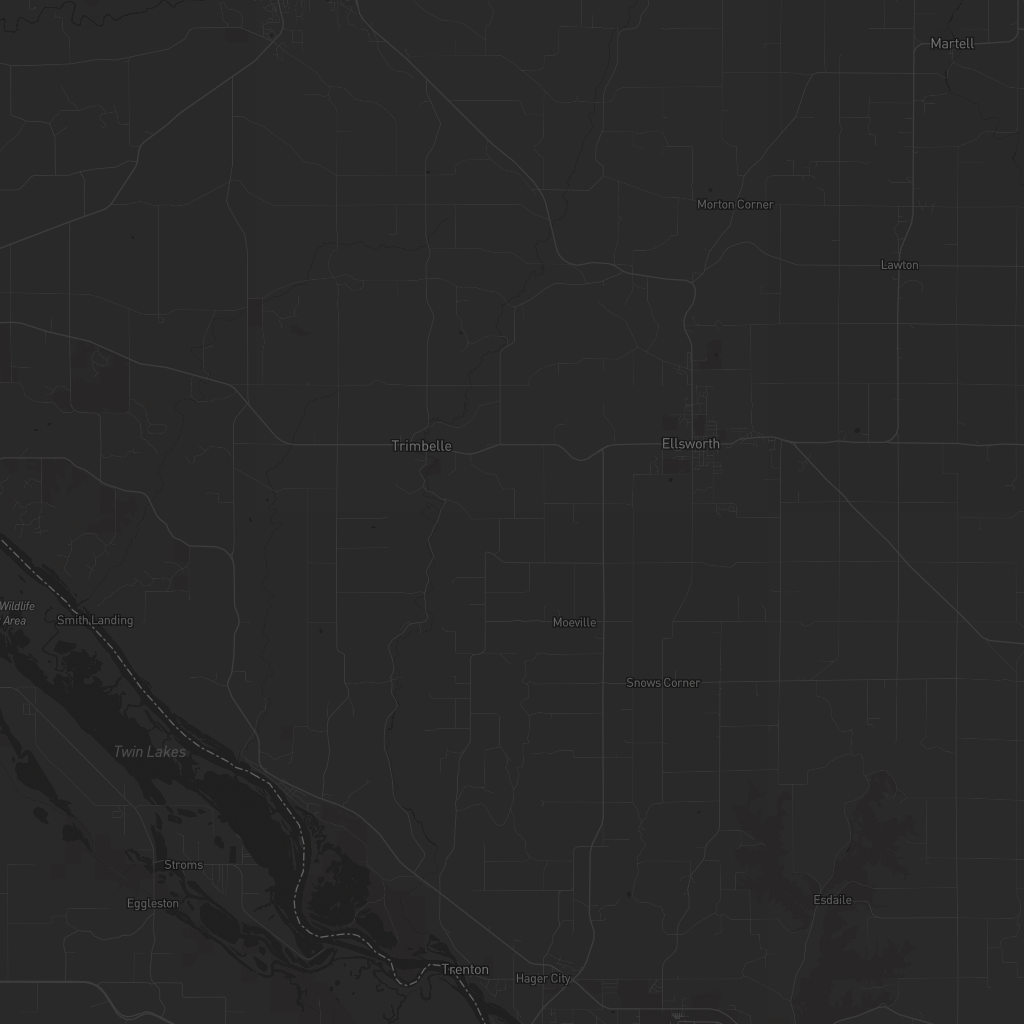 Martell
Morton Corner
Lawton
Trimbelle
Ellsworth
Wildlife
Area
Smith Landing
Moeville
Snows Corner
Twin Lakes
Stroms
Eggleston
Esdaile
Trenton
Hager City